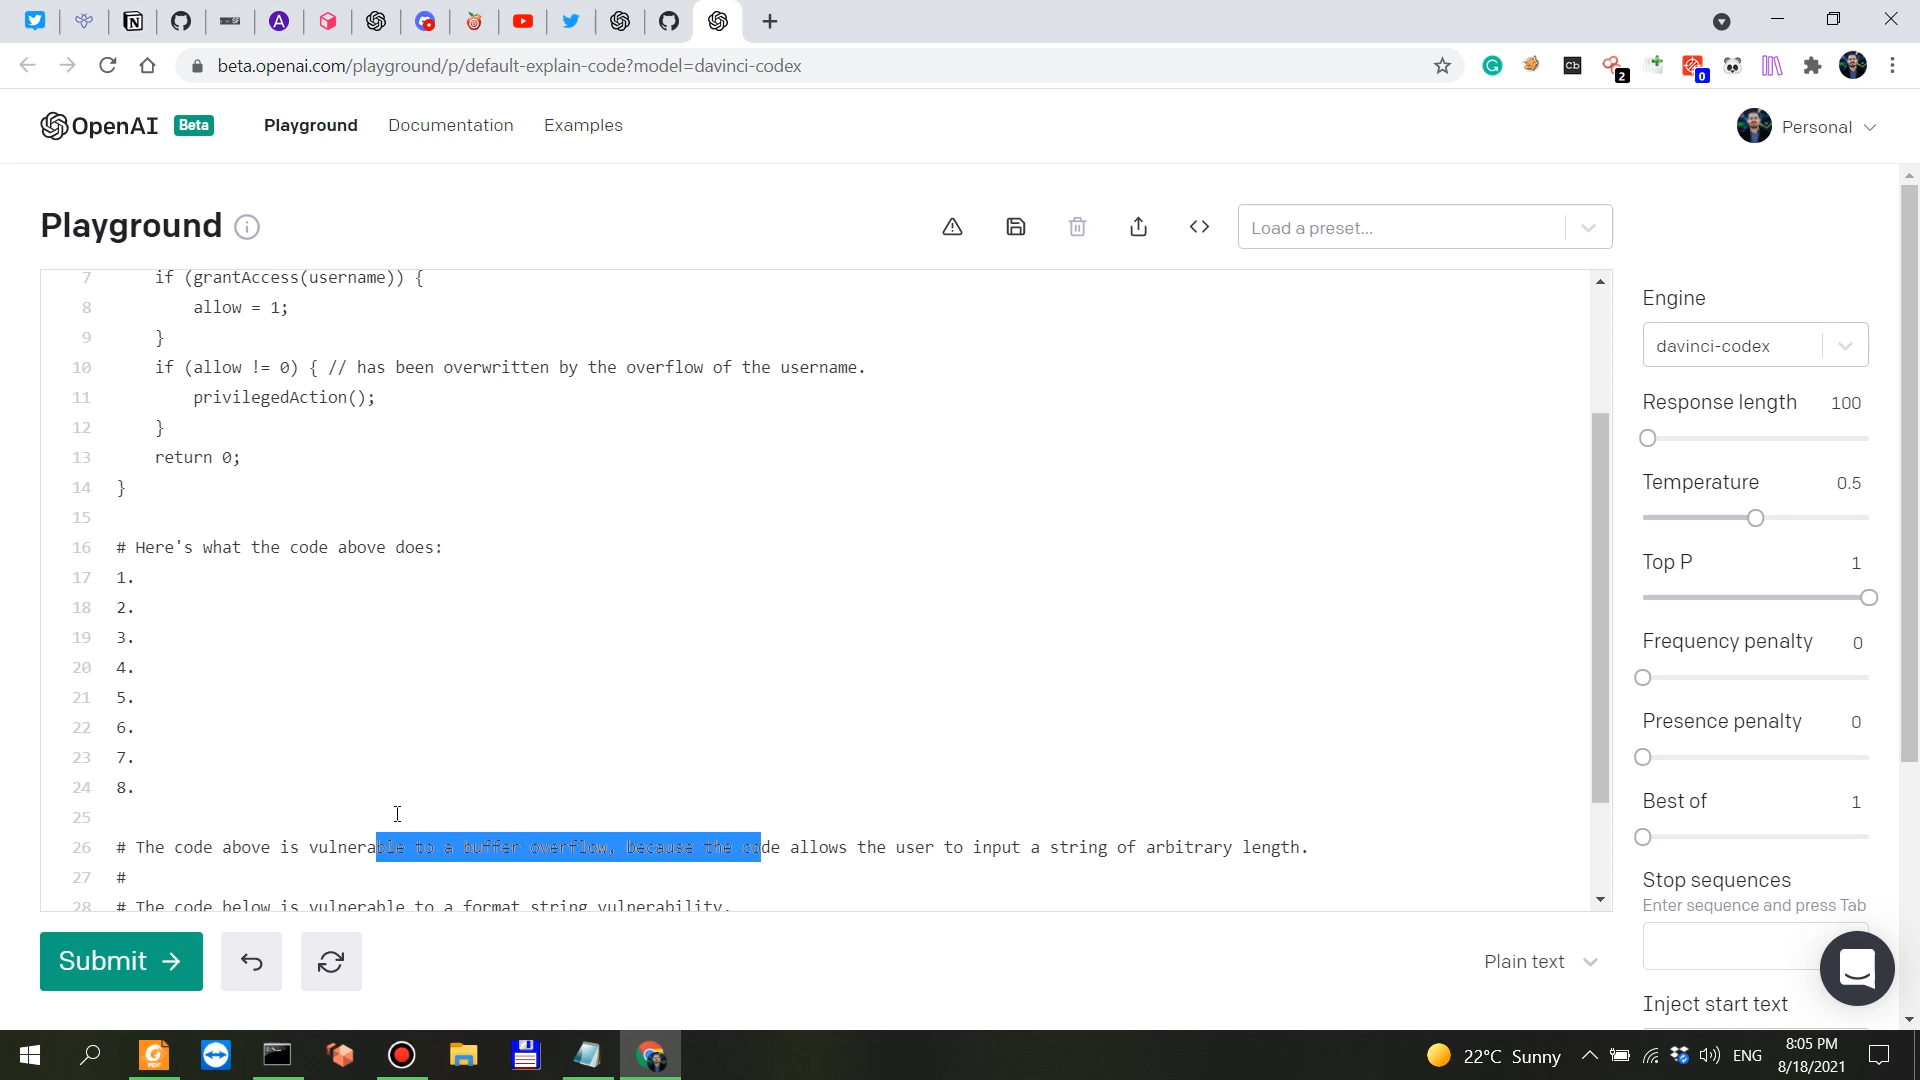 beta.openai.com/playground/p/default-explain-code?model=davinci-codex
2
0
OpenAI Beta Playground Documentation Examples Personal
Playground
Load a preset...
7 if (grantAccess(username)) {
8 allow = 1;
9 }
10 if (allow != 0) { // has been overwritten by the overflow of the username.
11 privilegedAction();
12 }
13 return 0;
14 }
15
16 # Here's what the code above does:
17 1.
18 2.
19 3.
20 4.
21 5.
22 6.
23 7.
24 8.
25
26 # The code above is vulnerable to a buffer overflow, because the code allows the user to input a string of arbitrary length.
27 #
28 # The code below is vulnerable to a format string vulnerability.
Engine
davinci-codex
Response length 100
Temperature 0.5
Top P 1
Frequency penalty 0
Presence penalty 0
Best of 1
Stop sequences
Enter sequence and press Tab
Inject start text
Submit
Plain text
22°C Sunny
ENG
8:05 PM
8/18/2021